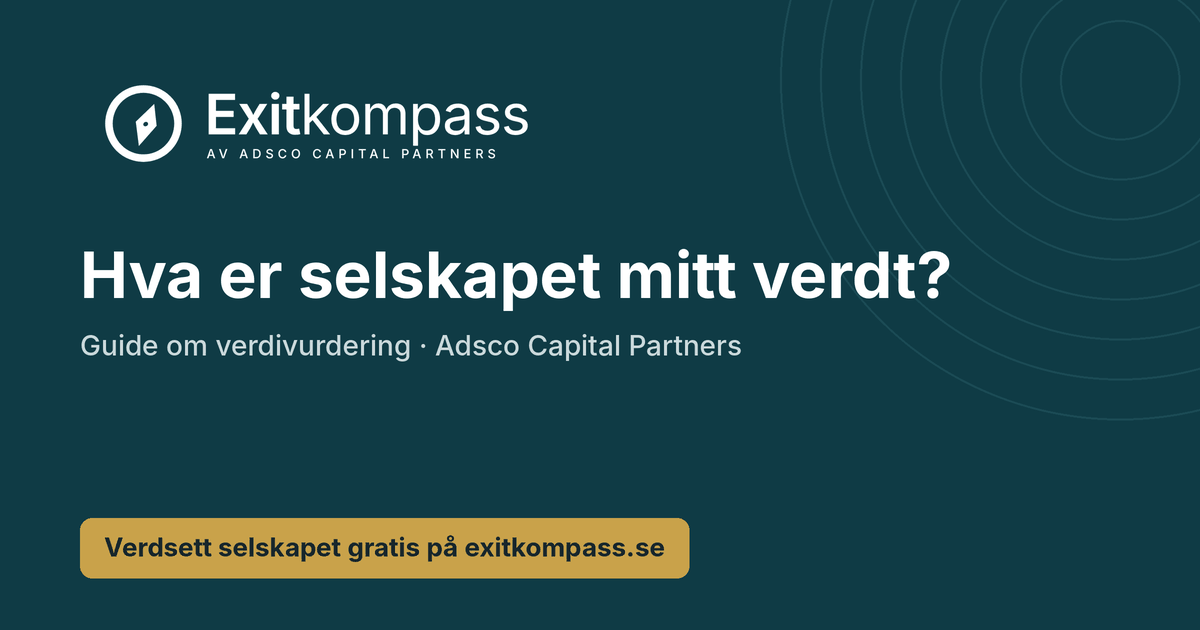 Exitkompass
AV ADSCO CAPITAL PARTNERS
Hva er selskapet mitt verdt?
Guide om verdivurdering · Adsco Capital Partners
Verdsett selskapet gratis på exitkompass.se